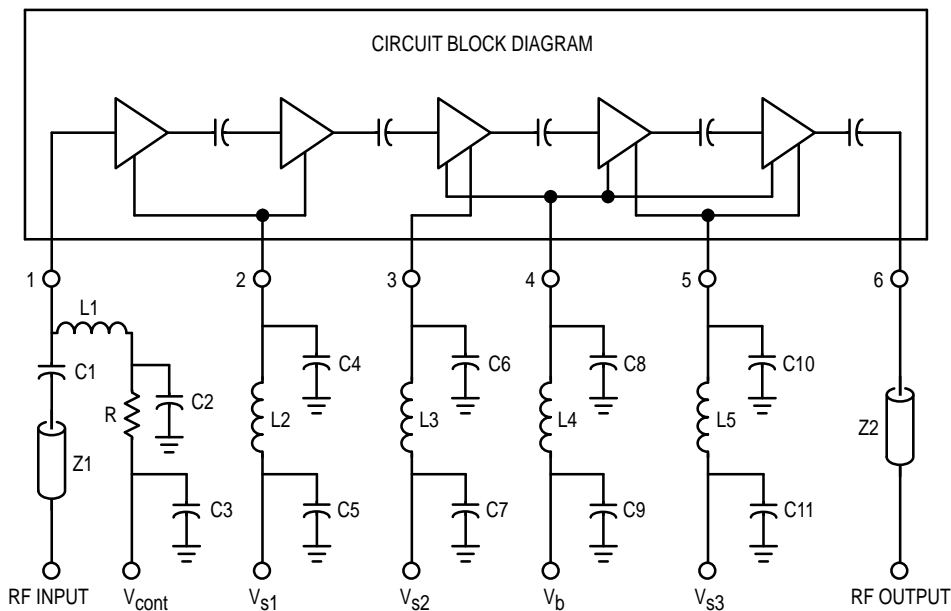 CIRCUIT BLOCK DIAGRAM
1
2
3
4
5
6
L1
C1
C2
R
Z1
C3
C4
L2
C5
C6
L3
C7
C8
L4
C9
C10
L5
C11
Z2
RF INPUT
Vcont
Vs1
Vs2
Vb
Vs3
RF OUTPUT